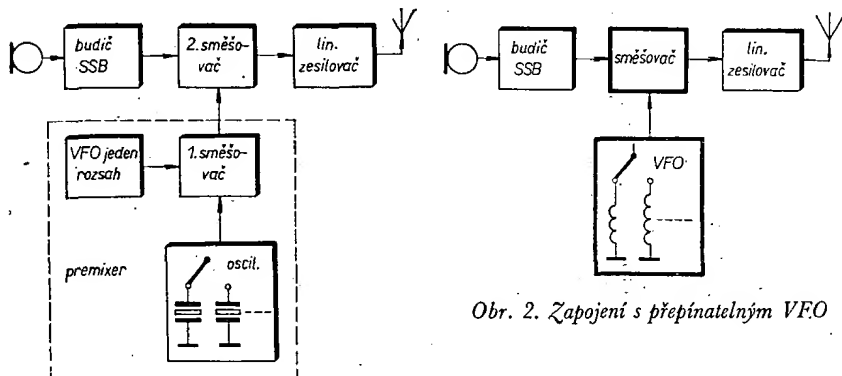 budič
SSB
2. směšo-
vač
lin.
zesilovač
VFO jeden
rozsah
1. směšo-
vač
premixer
oscil.
budič
SSB
směšovač
lin.
zesilovač
VFO
Obr. 2. Zapojení s přepínatelným VFO